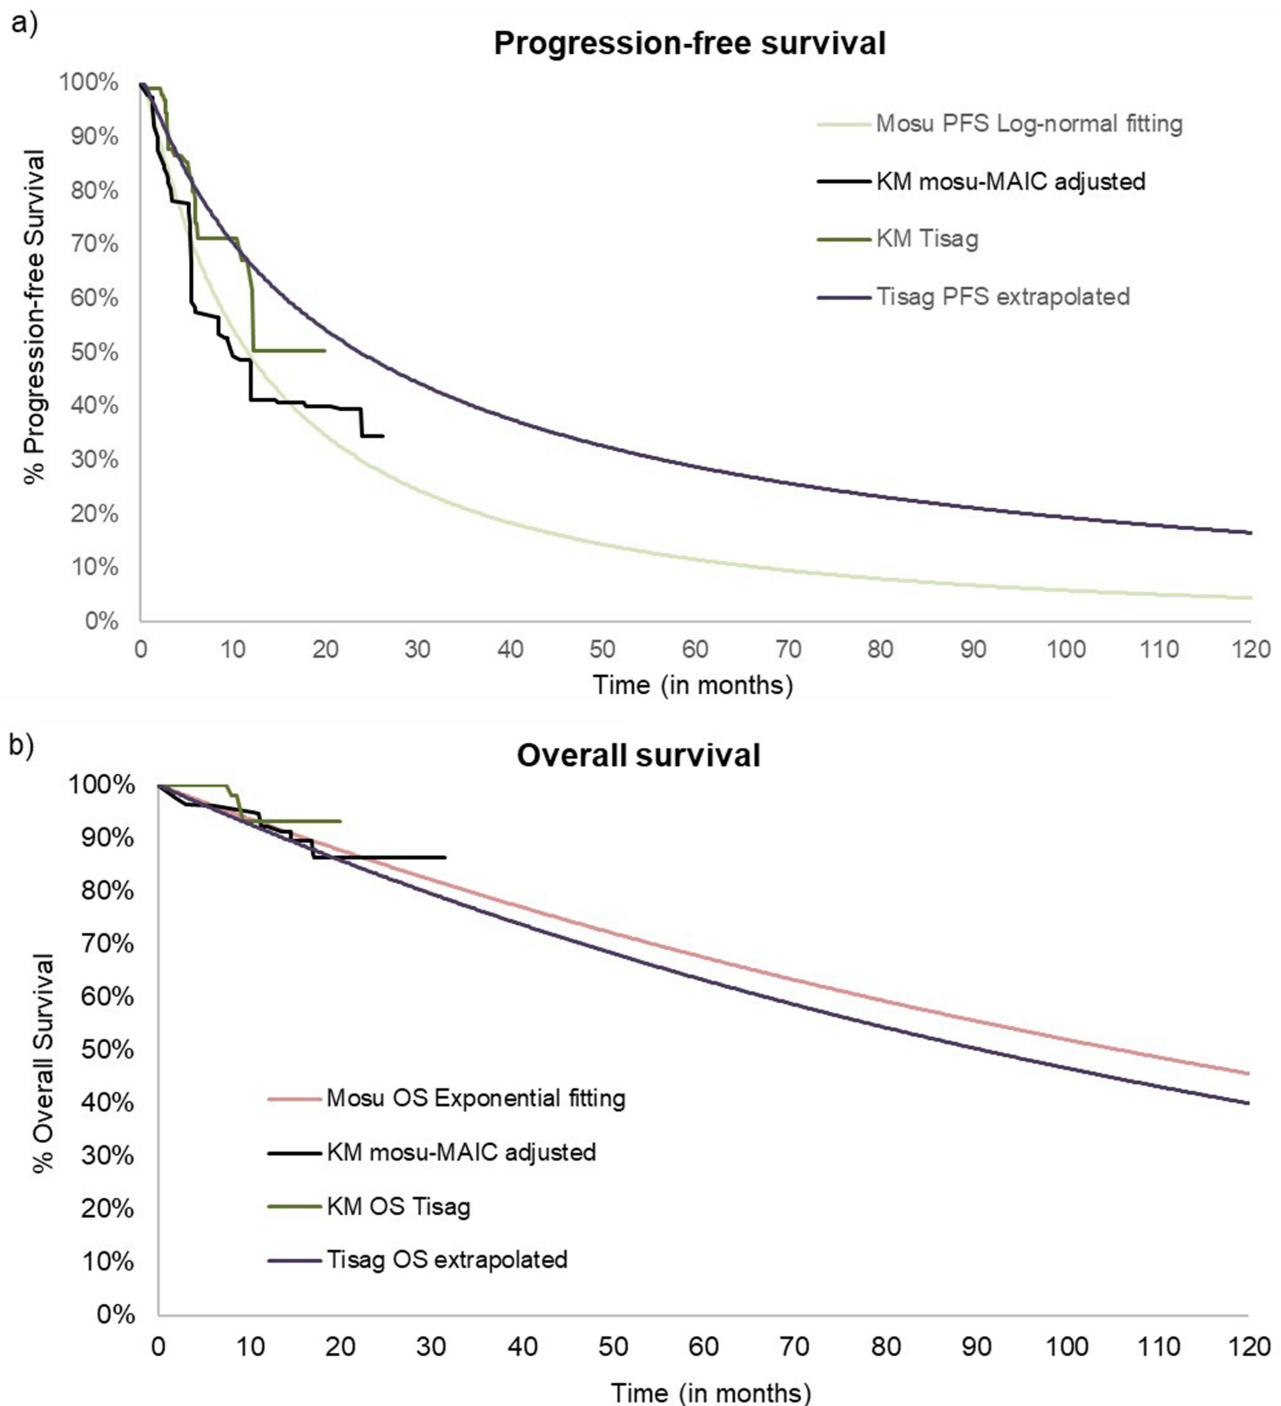 a)
Progression-free survival
100%
90%
80%
70%
60%
50%
40%
30%
20%
10%
0%
% Progression-free Survival
Mosu PFS Log-normal fitting
KM mosu-MAIC adjusted
KM Tisag
Tisag PFS extrapolated
0 10 20 30 40 50 60 70 80 90 100 110 120
Time (in months)
b)
Overall survival
100%
90%
80%
70%
60%
50%
40%
30%
20%
10%
0%
% Overall Survival
Mosu OS Exponential fitting
KM mosu-MAIC adjusted
KM OS Tisag
Tisag OS extrapolated
0 10 20 30 40 50 60 70 80 90 100 110 120
Time (in months)